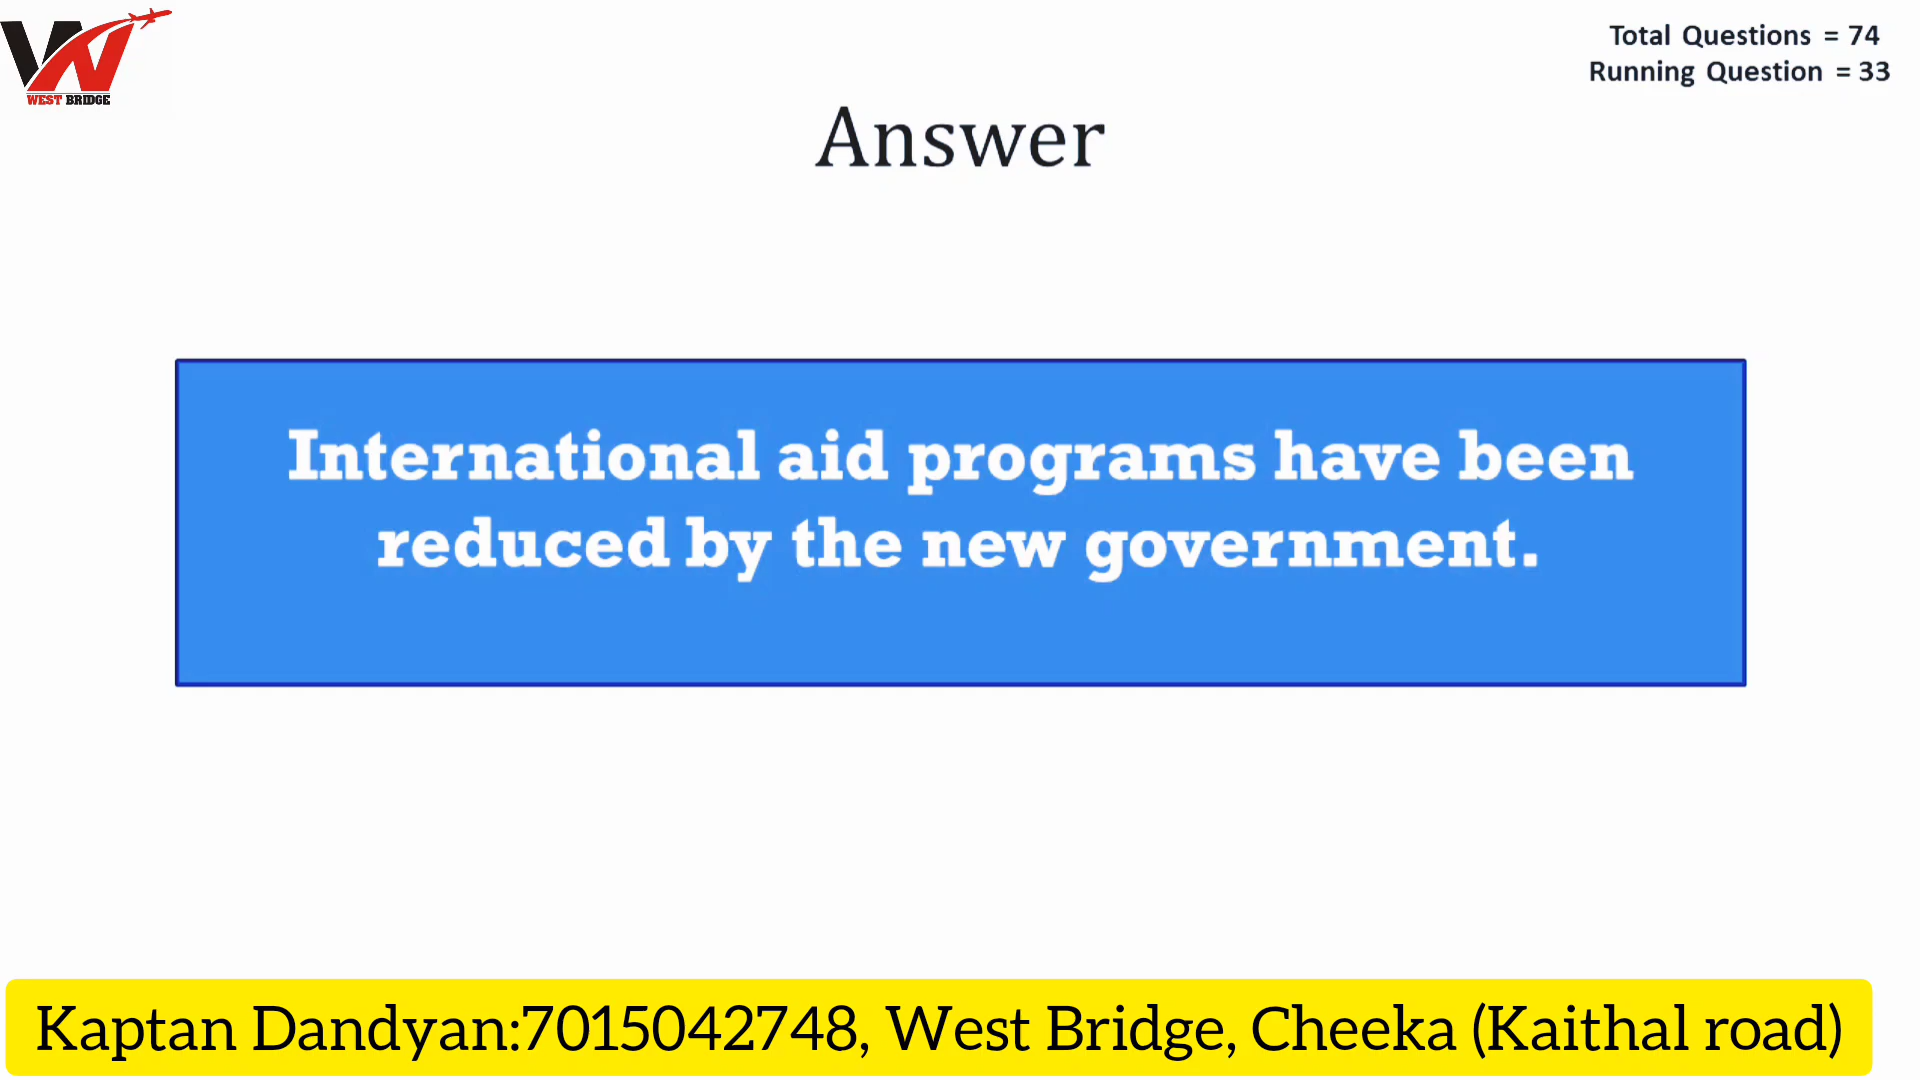 WEST BRIDGE
Total Questions = 74
Running Question = 33
Answer
International aid programs have been
reduced by the new government.
Kaptan Dandyan:7015042748, West Bridge, Cheeka (Kaithal road)